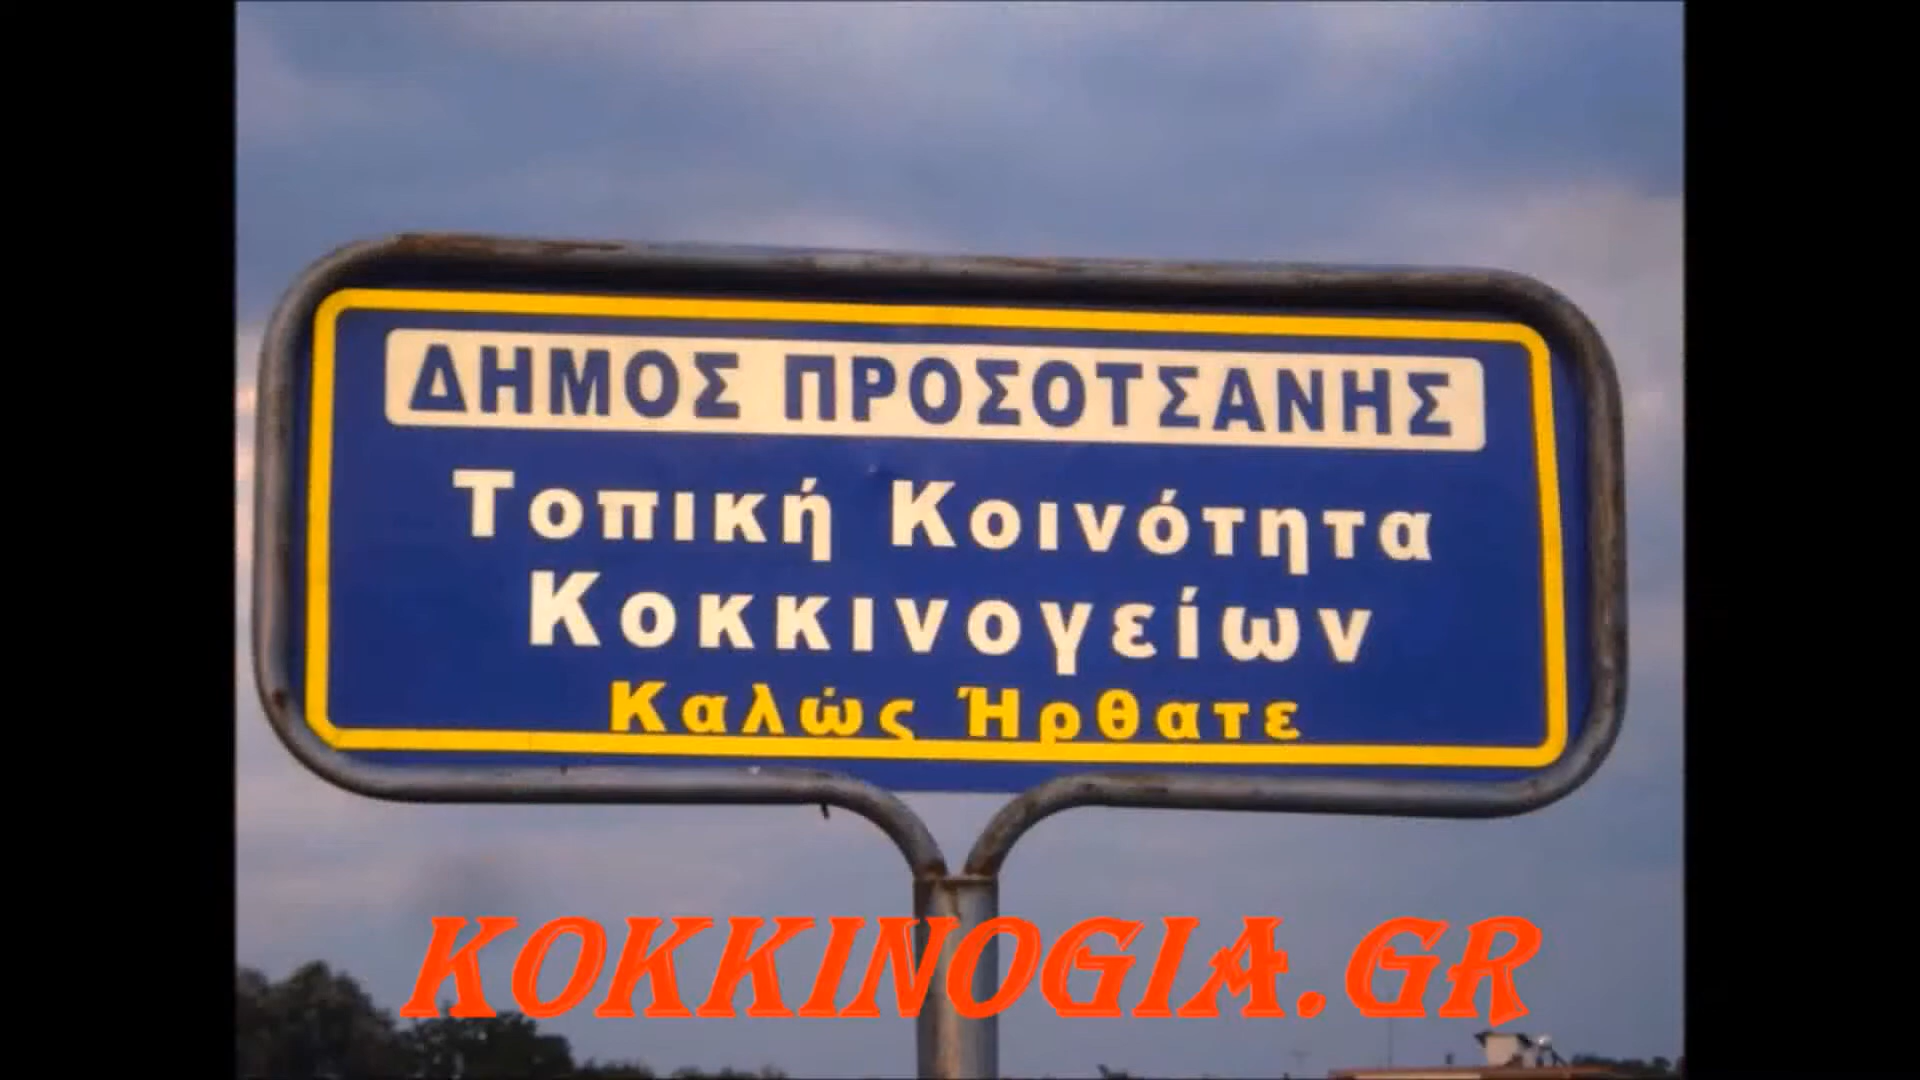 ΔΗΜΟΣ ΠΡΟΣΟΤΣΑΝΗΣ
Τοπική Κοινότητα
Κοκκινογείων
Καλώς Ήρθατε
KOKKINOGIA.GR